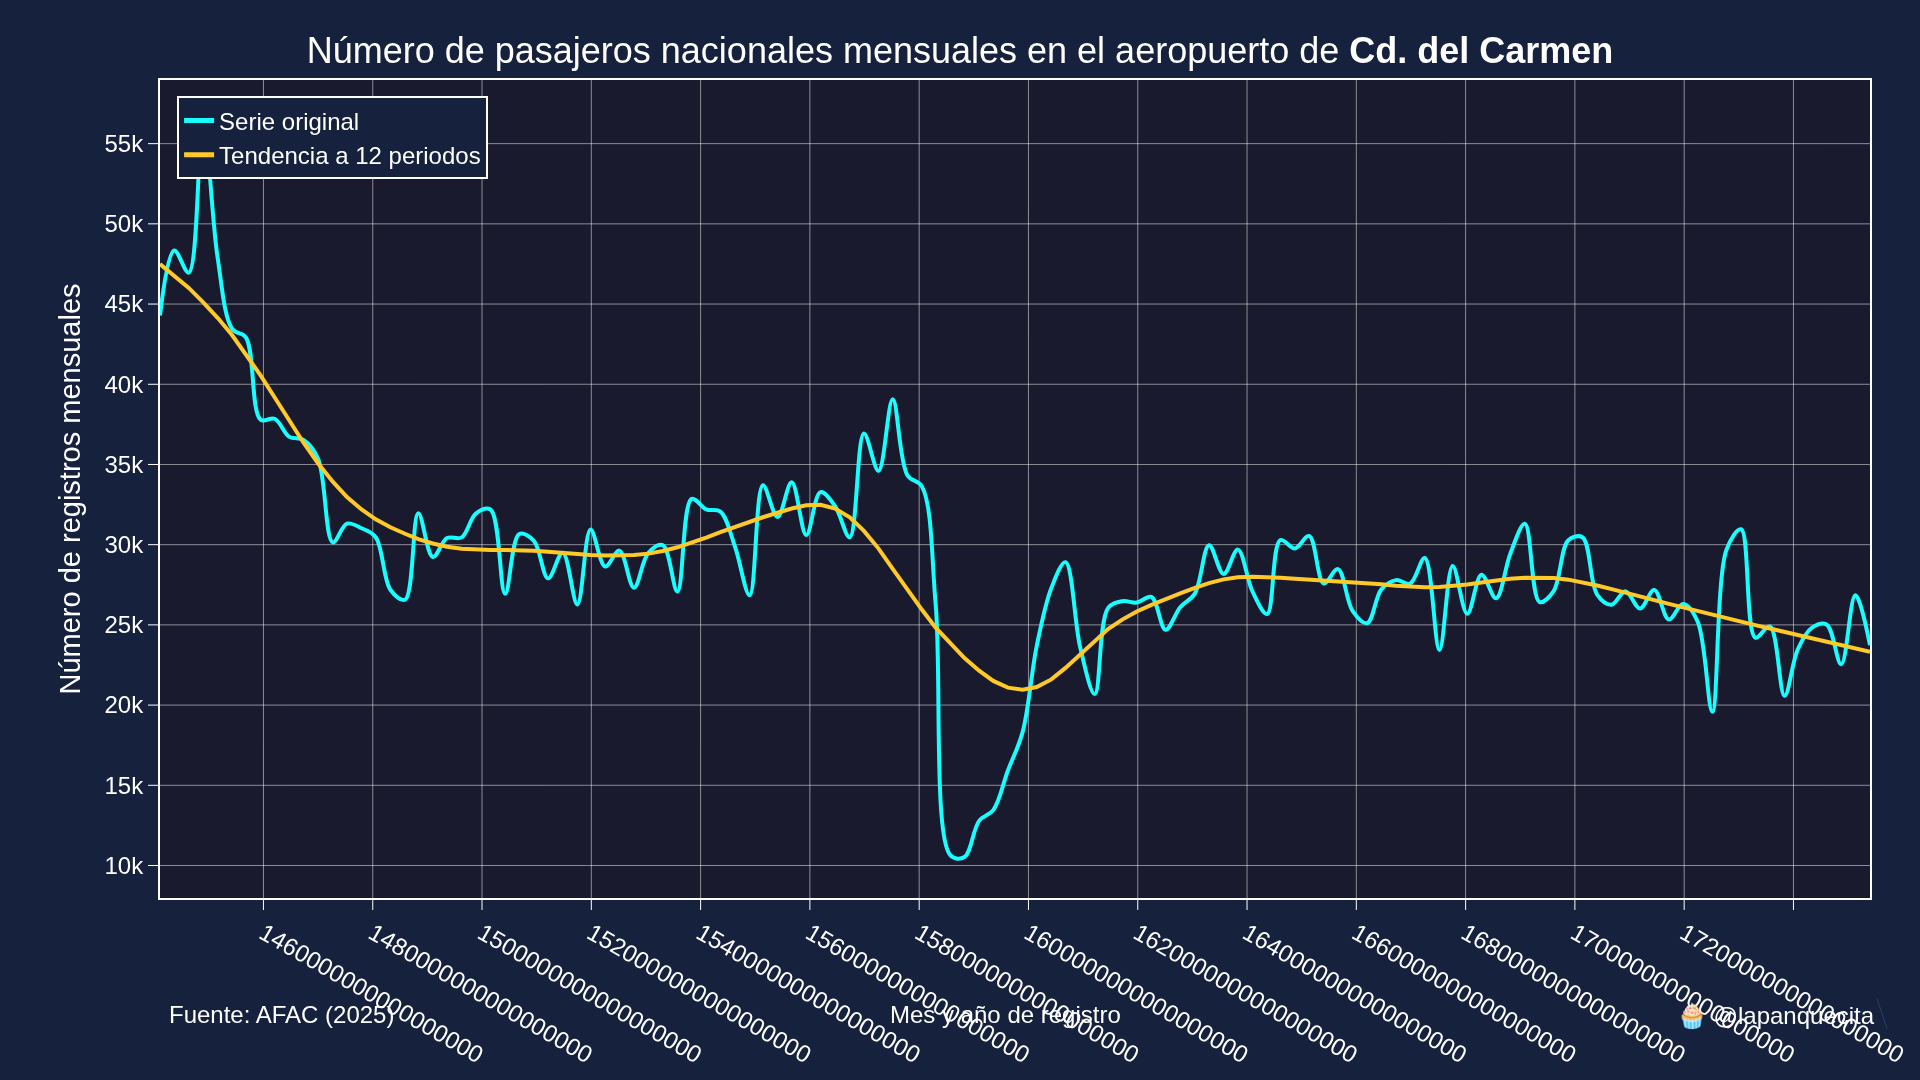 Número de pasajeros nacionales mensuales en el aeropuerto de Cd. del Carmen
Serie original
Tendencia a 12 periodos
Número de registros mensuales
55k
50k
45k
40k
35k
30k
25k
20k
15k
10k
1460000000000000000
1480000000000000000
1500000000000000000
1520000000000000000
1540000000000000000
1560000000000000000
1580000000000000000
1600000000000000000
1620000000000000000
1640000000000000000
1660000000000000000
1680000000000000000
1700000000000000000
1720000000000000000
Fuente: AFAC (2025)
Mes y año de registro
🧁 @lapanquecita